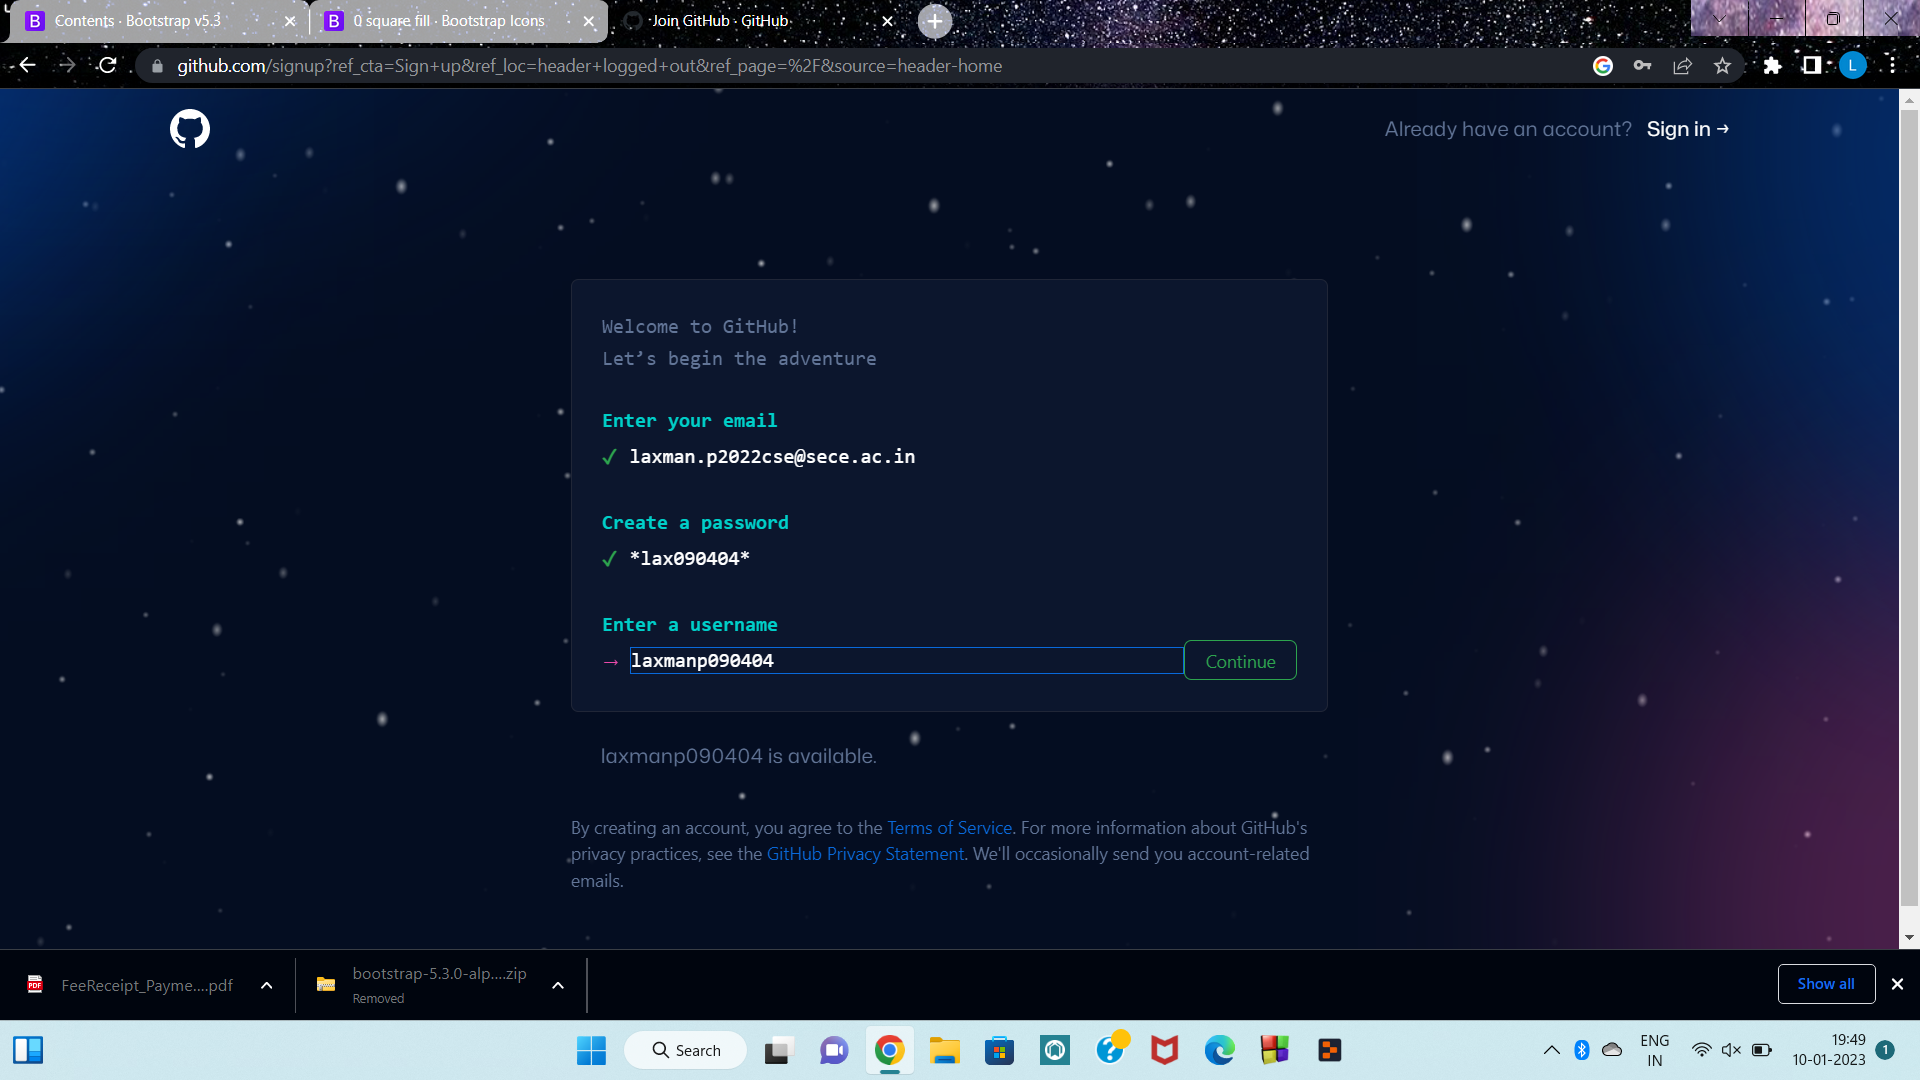 Contents · Bootstrap v5.3
0 square fill · Bootstrap Icons
Join GitHub · GitHub
github.com/signup?ref_cta=Sign+up&ref_loc=header+logged+out&ref_page=%2F&source=header-home
L
Already have an account? Sign in →
Welcome to GitHub!
Let’s begin the adventure
Enter your email
✓ laxman.p2022cse@sece.ac.in
Create a password
✓ *lax090404*
Enter a username
→ laxmanp090404
Continue
laxmanp090404 is available.
By creating an account, you agree to the Terms of Service. For more information about GitHub's
privacy practices, see the GitHub Privacy Statement. We'll occasionally send you account-related
emails.
FeeReceipt_Payme....pdf
bootstrap-5.3.0-alp....zip
Removed
Show all
Search
ENG
IN
19:49
10-01-2023
1